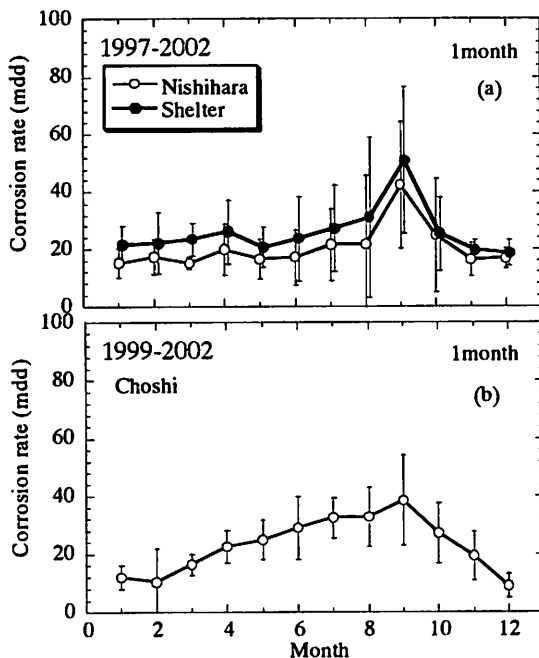 100
80
60
40
20
0
Corrosion rate (mdd)
1997-2002
1month
Nishihara
Shelter
(a)
100
80
60
40
20
0
Corrosion rate (mdd)
1999-2002
1month
Choshi
(b)
0 2 4 6 8 10 12
Month